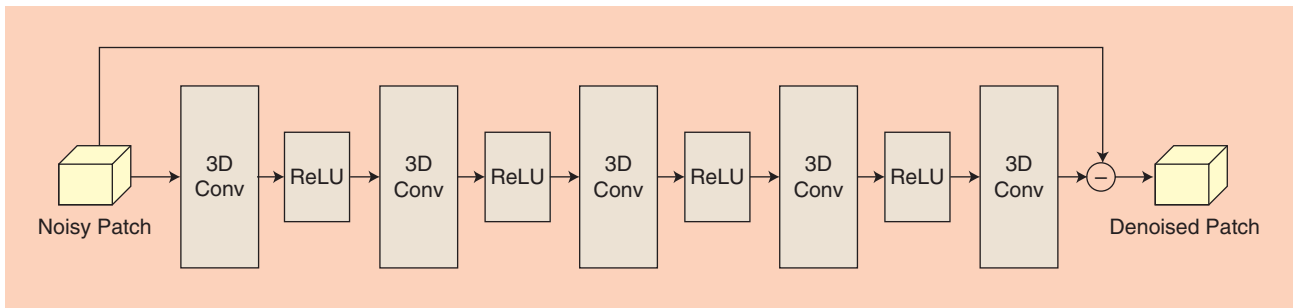 3D
Conv
ReLU
3D
Conv
ReLU
3D
Conv
ReLU
3D
Conv
ReLU
3D
Conv
−
Noisy Patch
Denoised Patch